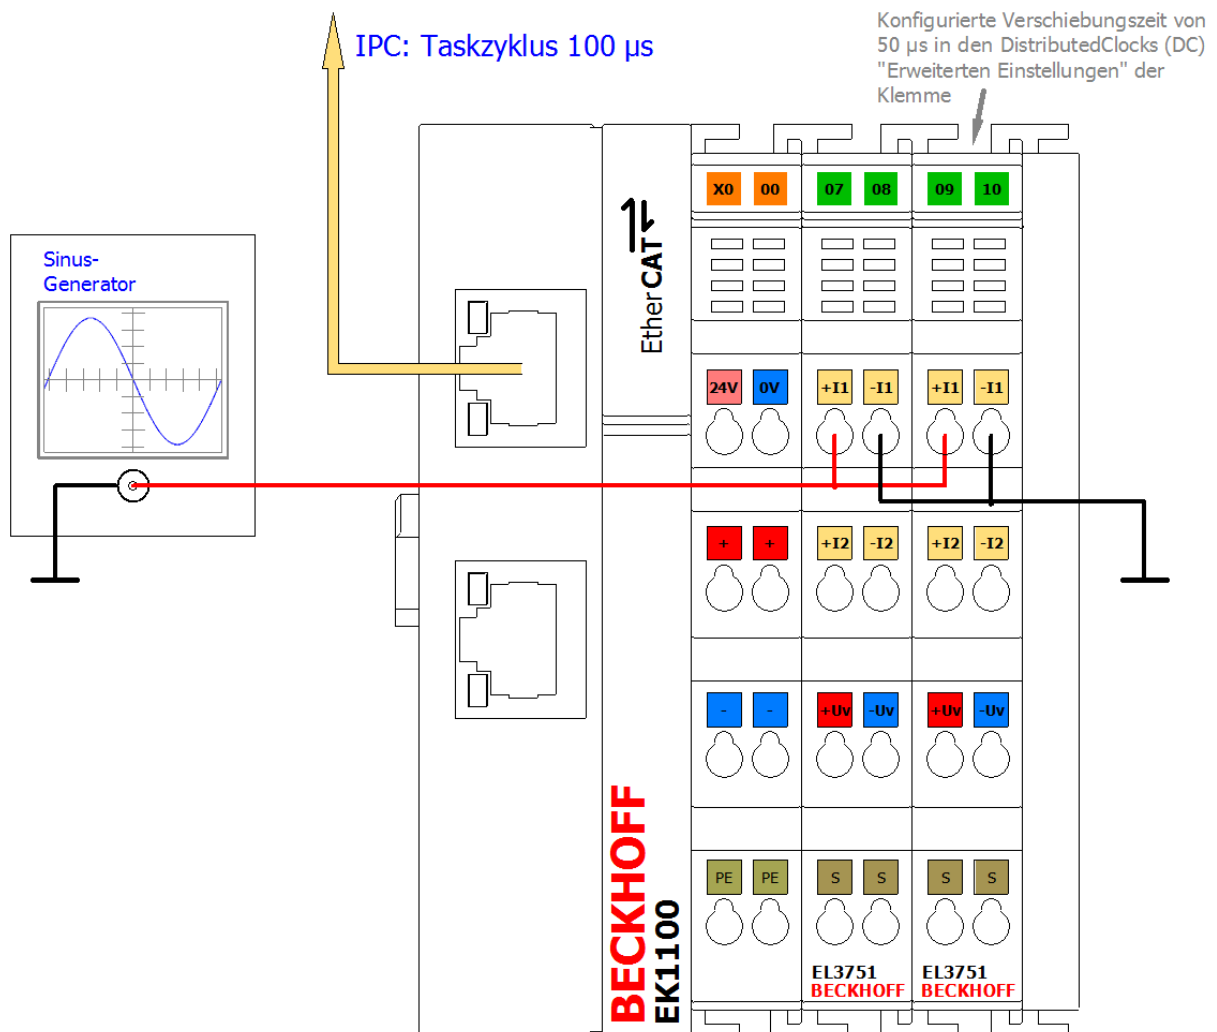 IPC: Taskzyklus 100 µs
Konfigurierte Verschiebungszeit von
50 µs in den DistributedClocks (DC)
"Erweiterten Einstellungen" der
Klemme
X0 00 07 08 09 10
Sinus-
Generator
EtherCAT
24V 0V +I1 -I1 +I1 -I1
+ + +I2 -I2 +I2 -I2
- - +Uv -Uv +Uv -Uv
PE PE S S S S
BECKHOFF
EK1100
EL3751
BECKHOFF
EL3751
BECKHOFF